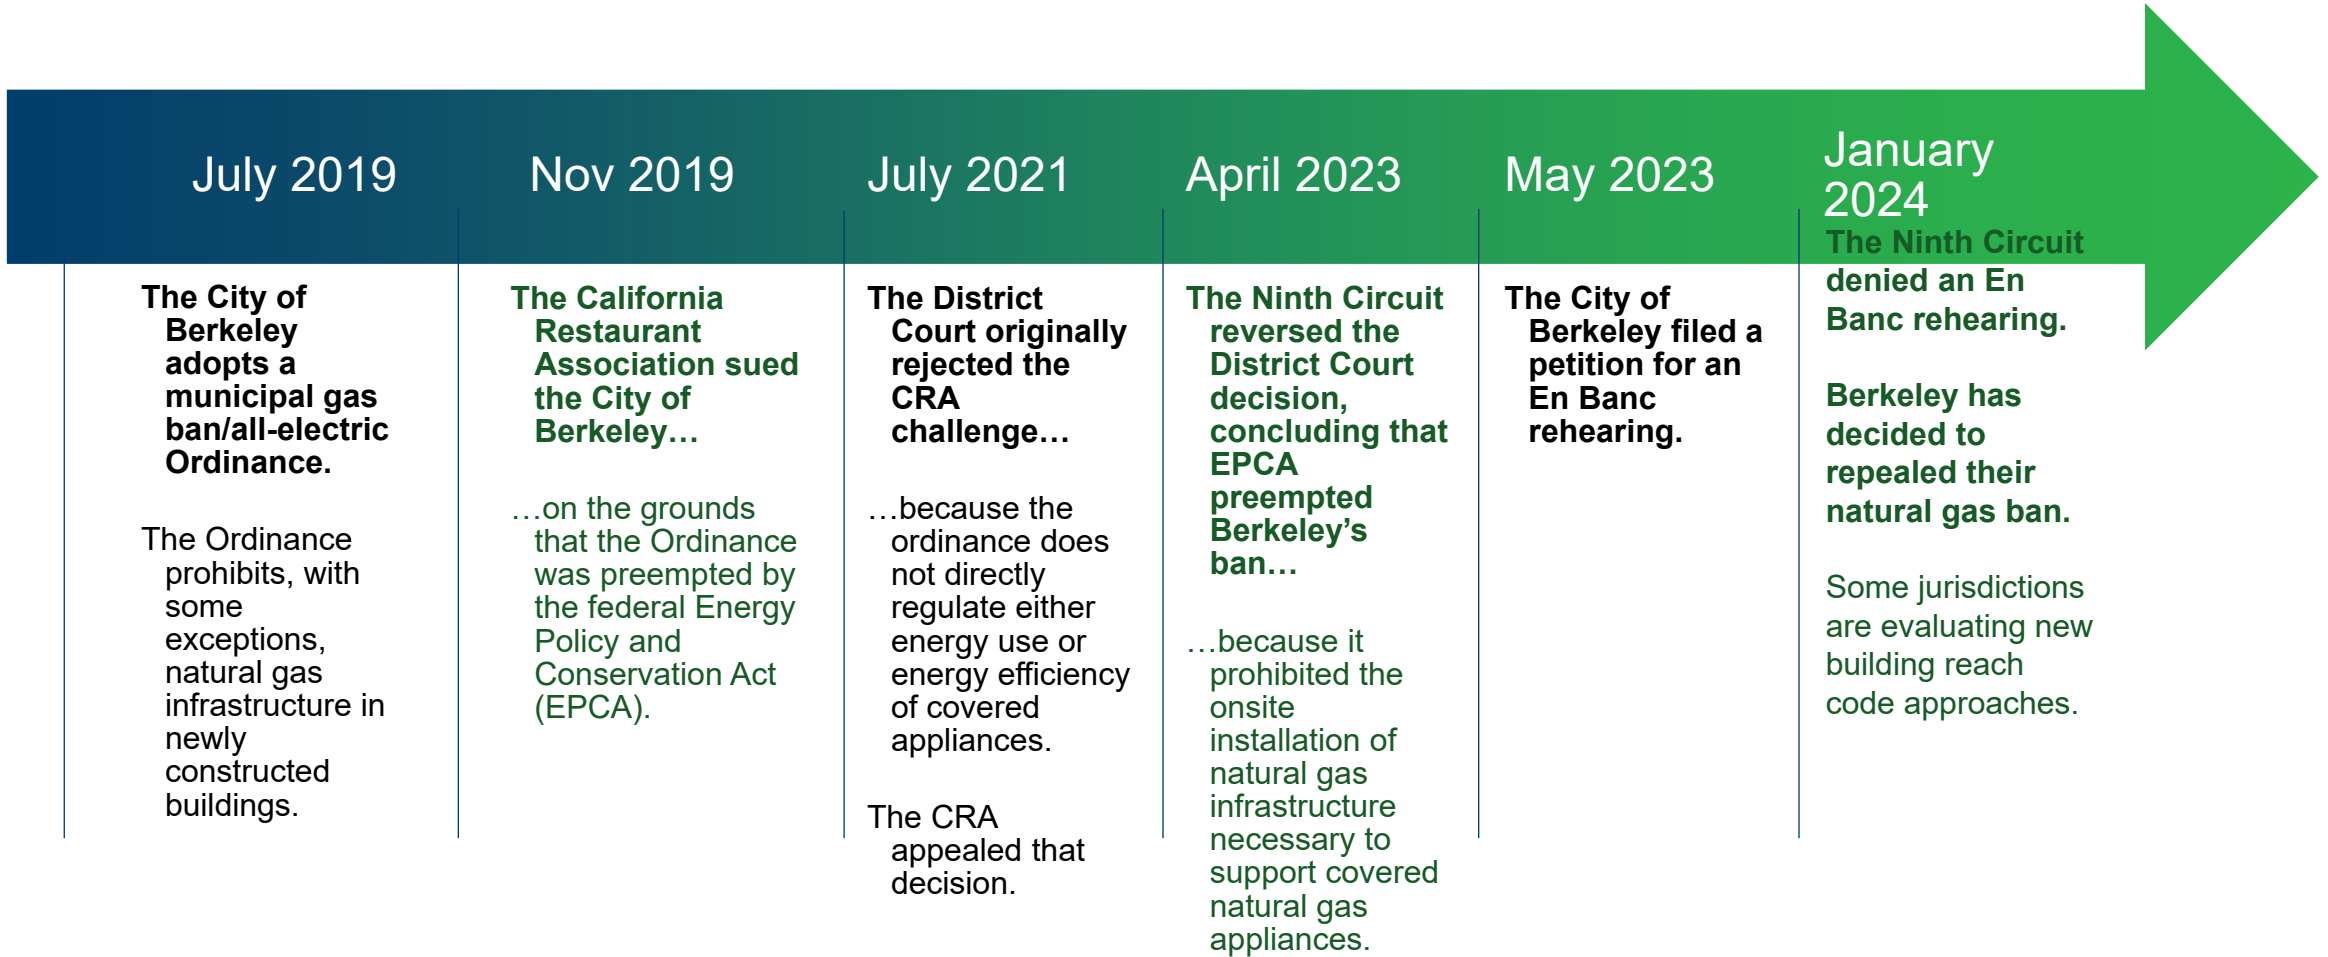 July 2019
The City of
Berkeley
adopts a
municipal gas
ban/all-electric
Ordinance.
The Ordinance
prohibits, with
some
exceptions,
natural gas
infrastructure in
newly
constructed
buildings.
Nov 2019
The California
Restaurant
Association sued
the City of
Berkeley…
…on the grounds
that the Ordinance
was preempted by
the federal Energy
Policy and
Conservation Act
(EPCA).
July 2021
The District
Court originally
rejected the
CRA
challenge…
…because the
ordinance does
not directly
regulate either
energy use or
energy efficiency
of covered
appliances.
The CRA
appealed that
decision.
April 2023
The Ninth Circuit
reversed the
District Court
decision,
concluding that
EPCA
preempted
Berkeley’s
ban…
…because it
prohibited the
onsite
installation of
natural gas
infrastructure
necessary to
support covered
natural gas
appliances.
May 2023
The City of
Berkeley filed a
petition for an
En Banc
rehearing.
January
2024
The Ninth Circuit
denied an En
Banc rehearing.
Berkeley has
decided to
repealed their
natural gas ban.
Some jurisdictions
are evaluating new
building reach
code approaches.